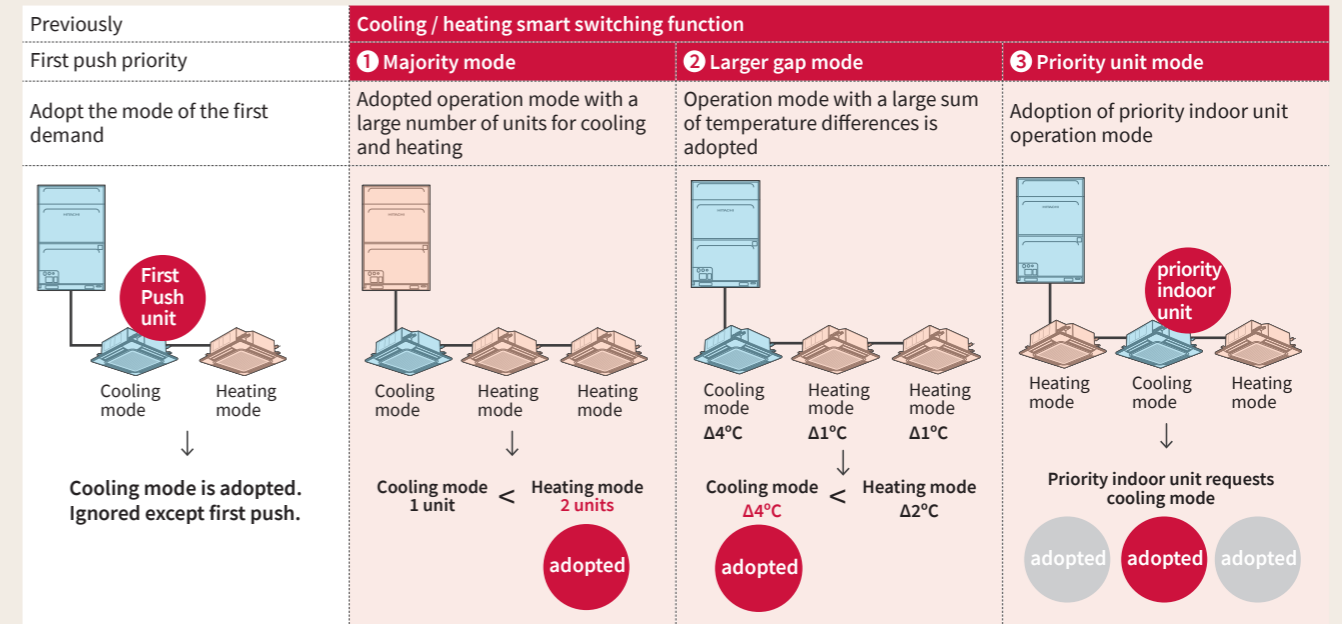 Previously
Cooling / heating smart switching function
First push priority
1 Majority mode
2 Larger gap mode
3 Priority unit mode
Adopt the mode of the first
demand
Adopted operation mode with a
large number of units for cooling
and heating
Operation mode with a large sum
of temperature differences is
adopted
Adoption of priority indoor unit
operation mode
First
Push
unit
Cooling
mode
Heating
mode
↓
Cooling mode is adopted.
Ignored except first push.
HITACHI
Cooling
mode
Heating
mode
Heating
mode
↓
Cooling mode
1 unit
<
Heating mode
2 units
adopted
Cooling
mode
Δ4°C
Heating
mode
Δ1°C
Heating
mode
Δ1°C
↓
Cooling mode
Δ4°C
<
Heating mode
Δ2°C
adopted
priority
indoor
unit
Heating
mode
Cooling
mode
Heating
mode
↓
Priority indoor unit requests
cooling mode
adopted
adopted
adopted